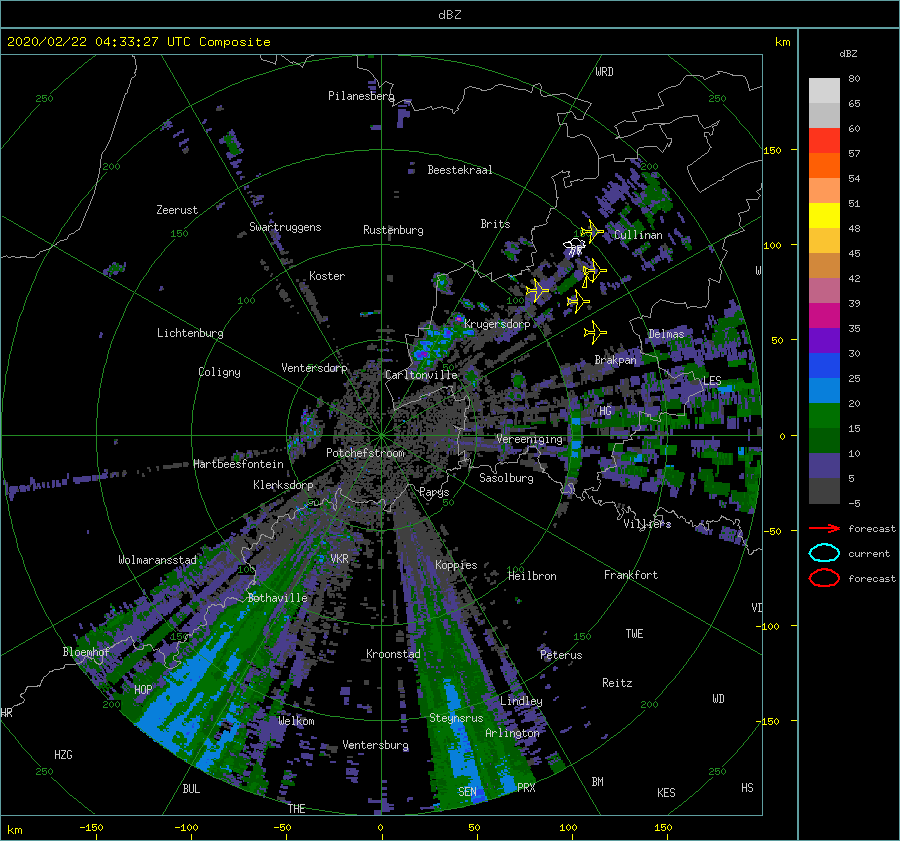 dBZ
2020/02/22 04:33:27 UTC Composite
km
dBZ
WRD
80
250
250
Pilanesberg
65
60
150
57
200
Beestekraal
200
54
Zeerust
51
Swartruggens
Rustenburg
Brits
150
Cullinan
48
100
45
W
Koster
42
100
100
39
Krugersdorp
35
Lichtenburg
Delmas
50
30
Brakpan
Coligny
Ventersdorp
Carltonville
LES
25
20
HG
15
Vereeniging
0
Potchefstroom
10
Hartbeesfontein
Sasolburg
5
Klerksdorp
Parys
50
50
-5
Villiers
forecast
-50
current
Wolmaransstad
VKR
Koppies
100
100
Heilbron
Frankfort
forecast
Bothaville
VI
-100
150
150
TWE
Bloemhof
Kroonstad
Peterus
HOP
Reitz
200
Lindley
200
WD
HR
Welkom
Steynsrus
-150
Arlington
HZG
Ventersburg
250
250
BUL
SEN
PRX
BM
KES
HS
THE
km
-150
-100
-50
0
50
100
150